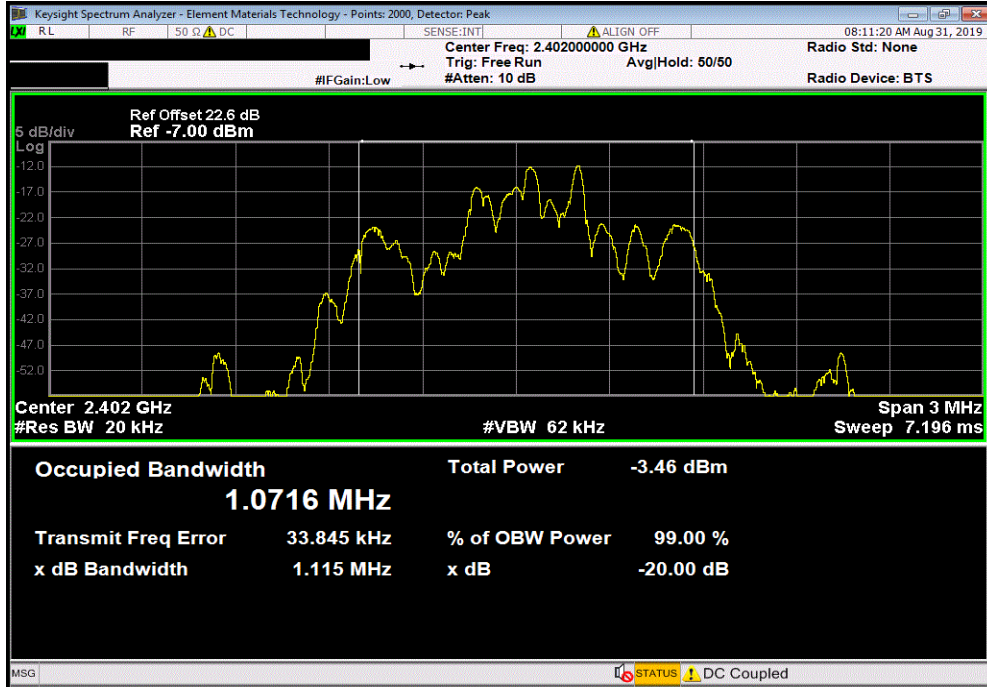 Keysight Spectrum Analyzer - Element Materials Technology - Points: 2000, Detector: Peak
LXI RL RF 50 Ω DC SENSE:INT ALIGN OFF 08:11:20 AM Aug 31, 2019
Center Freq: 2.402000000 GHz Radio Std: None
Trig: Free Run Avg|Hold: 50/50
#IFGain:Low #Atten: 10 dB Radio Device: BTS
Ref Offset 22.6 dB
5 dB/div Ref -7.00 dBm
Log
-12.0
-17.0
-22.0
-27.0
-32.0
-37.0
-42.0
-47.0
-52.0
Center 2.402 GHz Span 3 MHz
#Res BW 20 kHz #VBW 62 kHz Sweep 7.196 ms
Occupied Bandwidth Total Power -3.46 dBm
1.0716 MHz
Transmit Freq Error 33.845 kHz % of OBW Power 99.00 %
x dB Bandwidth 1.115 MHz x dB -20.00 dB
MSG STATUS DC Coupled